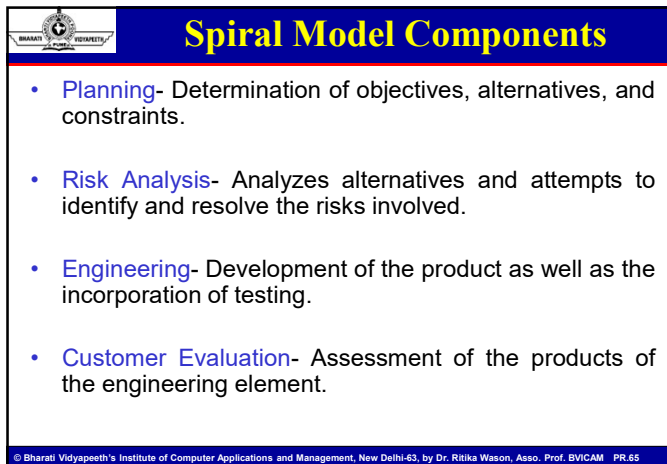 BHARATI VIDYAPEETH
PUNE
Spiral Model Components
• Planning- Determination of objectives, alternatives, and
constraints.
• Risk Analysis- Analyzes alternatives and attempts to
identify and resolve the risks involved.
• Engineering- Development of the product as well as the
incorporation of testing.
• Customer Evaluation- Assessment of the products of
the engineering element.
© Bharati Vidyapeeth's Institute of Computer Applications and Management, New Delhi-63, by Dr. Ritika Wason, Asso. Prof. BVICAM PR.65